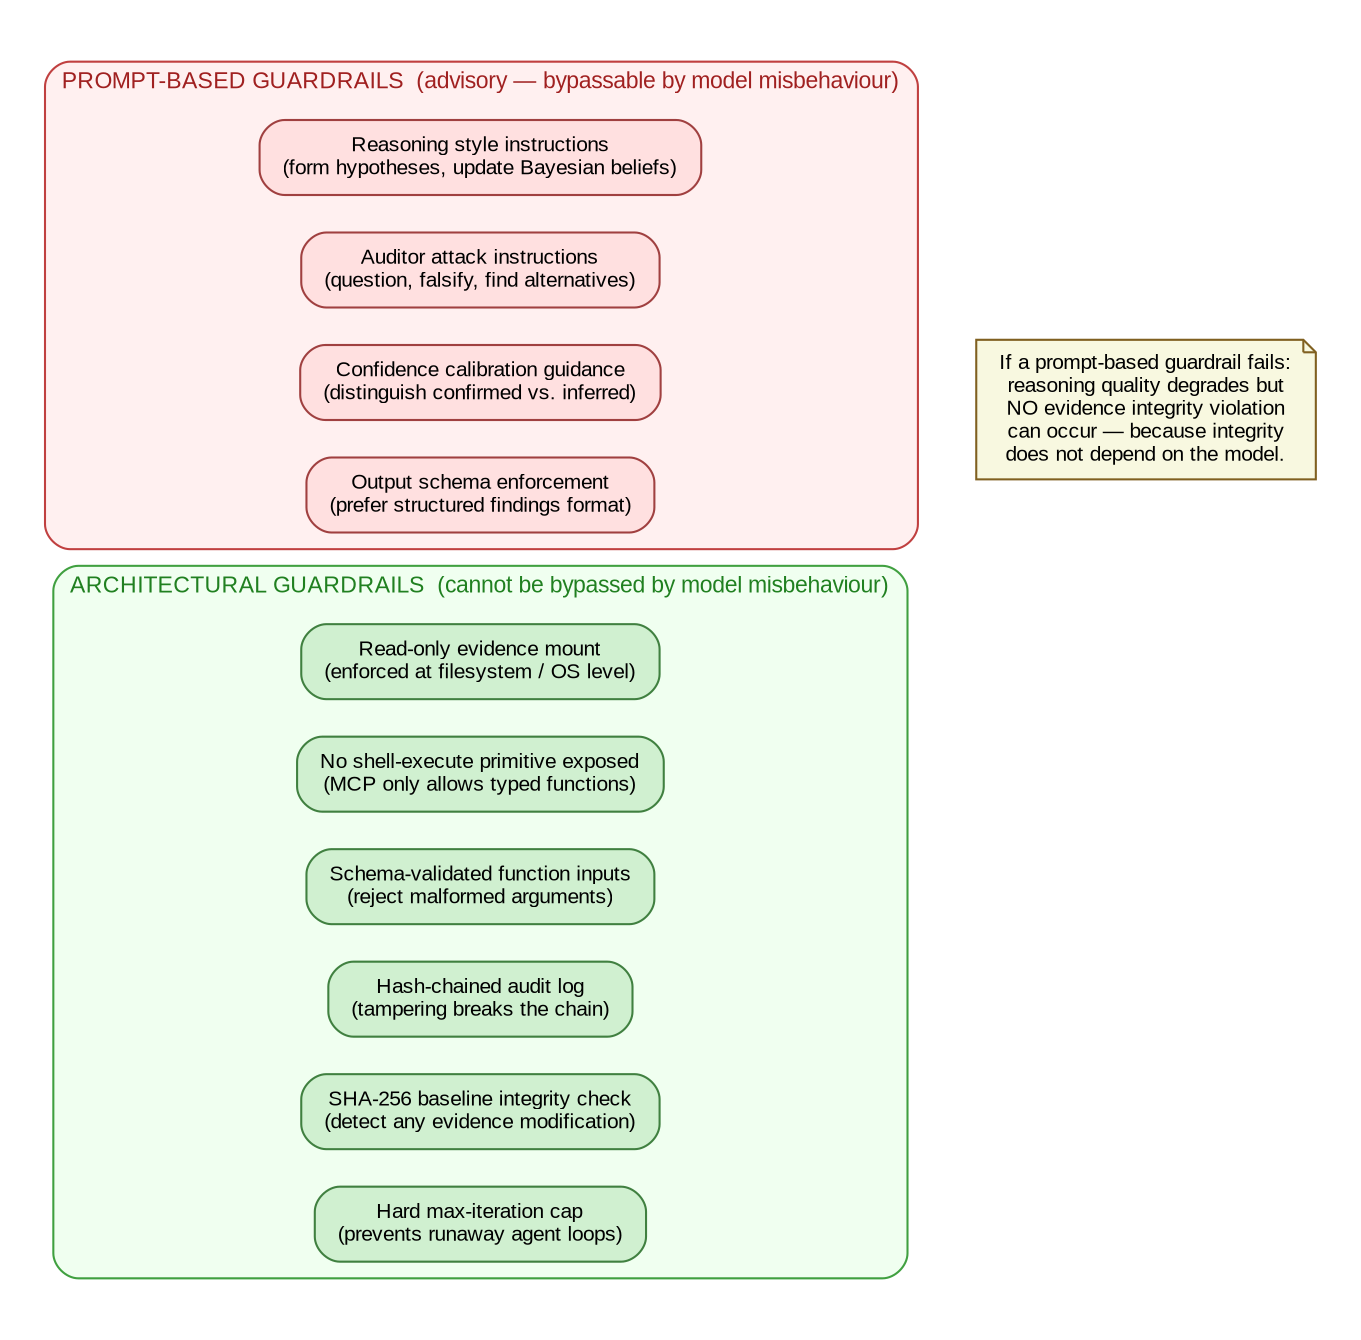 PROMPT-BASED GUARDRAILS  (advisory — bypassable by model misbehaviour)
Reasoning style instructions
(form hypotheses, update Bayesian beliefs)
Auditor attack instructions
(question, falsify, find alternatives)
Confidence calibration guidance
(distinguish confirmed vs. inferred)
Output schema enforcement
(prefer structured findings format)
If a prompt-based guardrail fails:
reasoning quality degrades but
NO evidence integrity violation
can occur — because integrity
does not depend on the model.
ARCHITECTURAL GUARDRAILS  (cannot be bypassed by model misbehaviour)
Read-only evidence mount
(enforced at filesystem / OS level)
No shell-execute primitive exposed
(MCP only allows typed functions)
Schema-validated function inputs
(reject malformed arguments)
Hash-chained audit log
(tampering breaks the chain)
SHA-256 baseline integrity check
(detect any evidence modification)
Hard max-iteration cap
(prevents runaway agent loops)